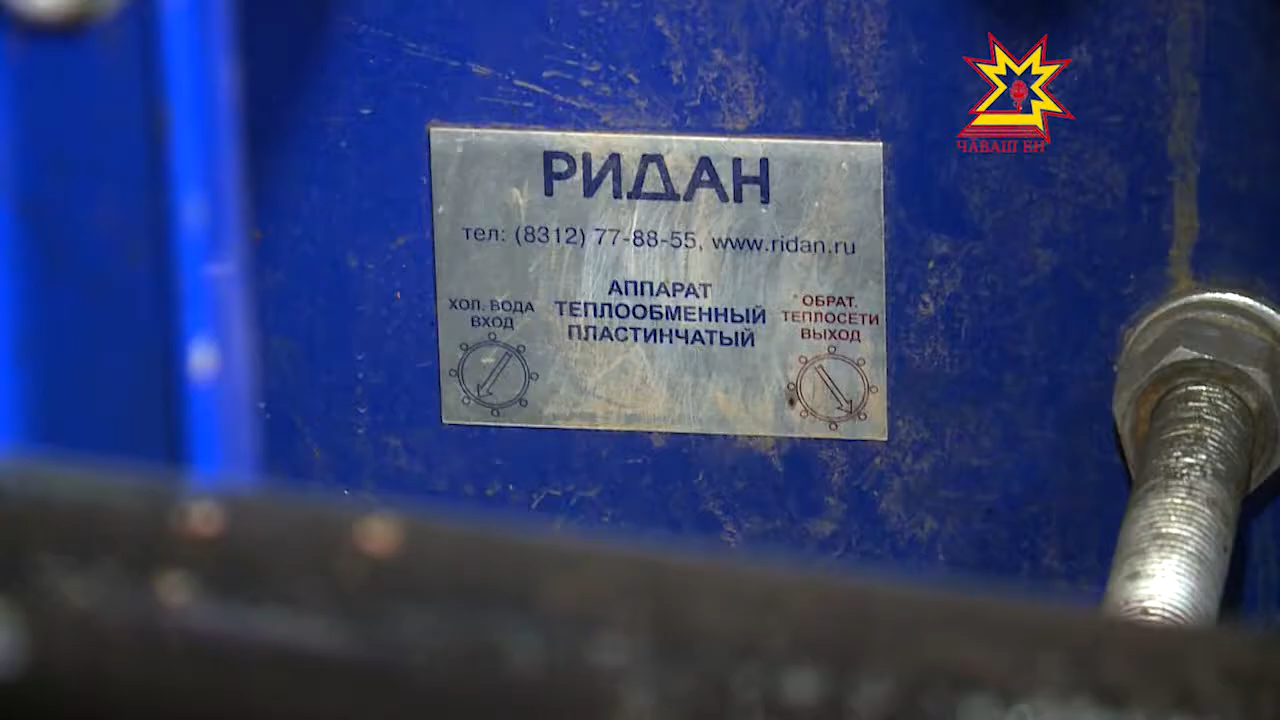 ЧӐВАШ ЕН
РИДАН
тел: (8312) 77-88-55, www.ridan.ru
АППАРАТ
ТЕПЛООБМЕННЫЙ
ПЛАСТИНЧАТЫЙ
ХОЛ. ВОДА
ВХОД
ОБРАТ.
ТЕПЛОСЕТИ
ВЫХОД